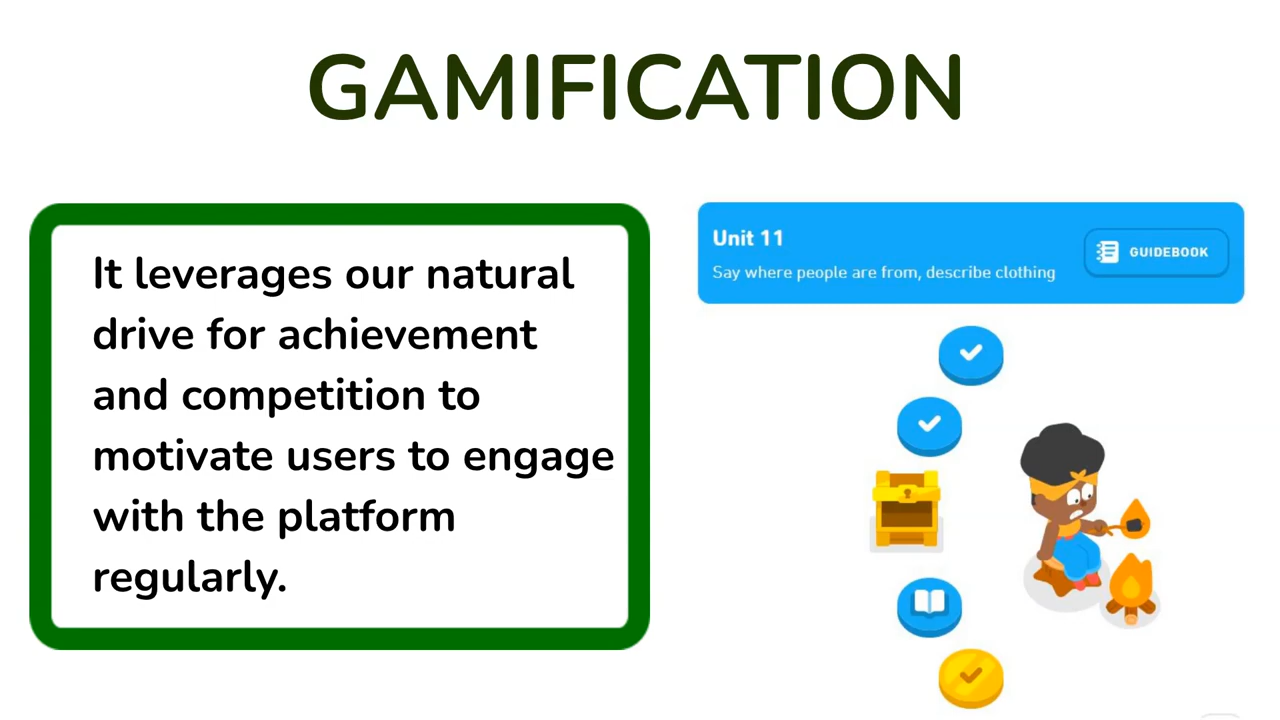 GAMIFICATION
It leverages our natural
drive for achievement
and competition to
motivate users to engage
with the platform
regularly.
Unit 11
Say where people are from, describe clothing
GUIDEBOOK